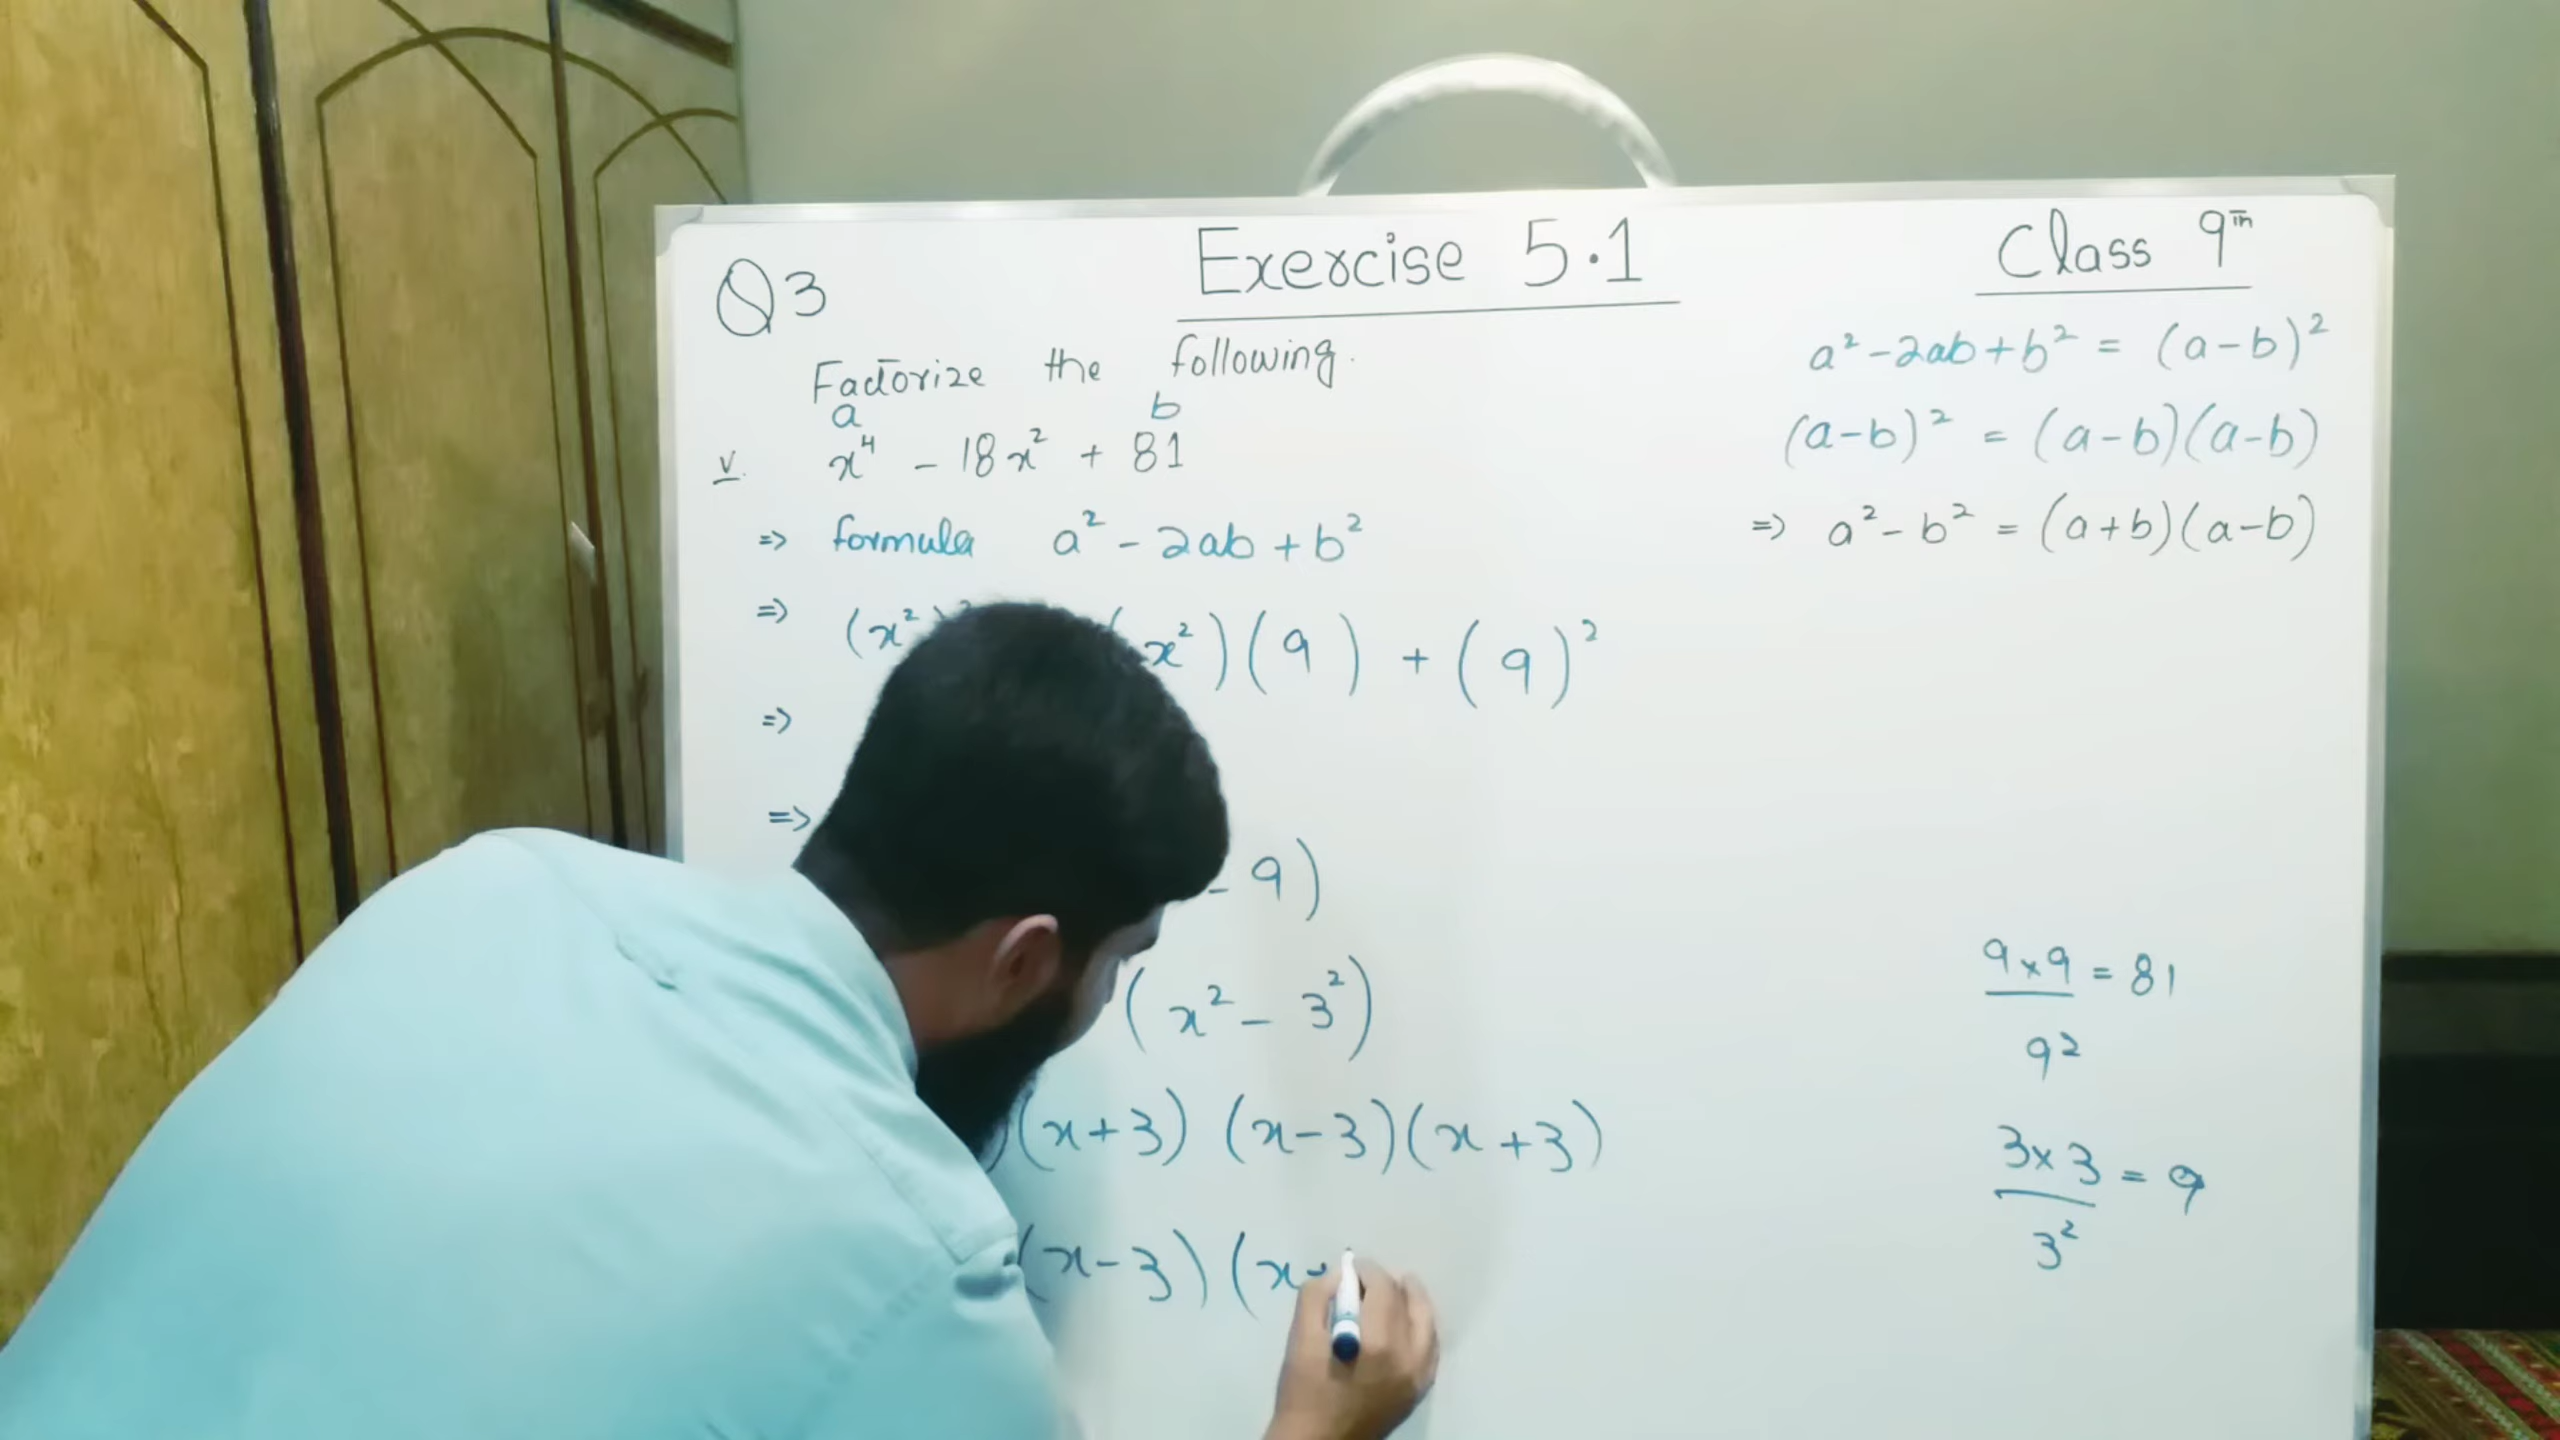 Q3 Exercise 5.1 Class 9th
Factorize the following.
a b
v. x⁴ - 18x² + 81
=> formula a² - 2ab + b²
=> (x²) x²)(9) + (9)²
=>
=>
- 9)
(x² - 3²)
)(x+3) (x-3)(x+3)
(x-3)(x
a² - 2ab + b² = (a-b)²
(a-b)² = (a-b)(a-b)
=> a² - b² = (a+b)(a-b)
9×9 = 81
9²
3×3 = 9
3²